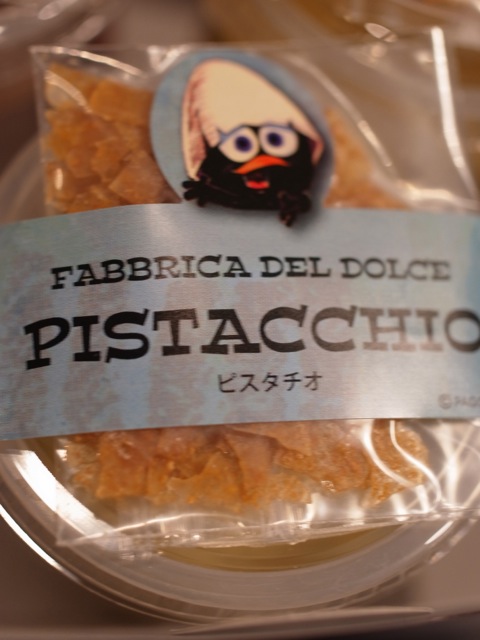 FABBRICA DEL DOLCE
PISTACCHIO
ピスタチオ